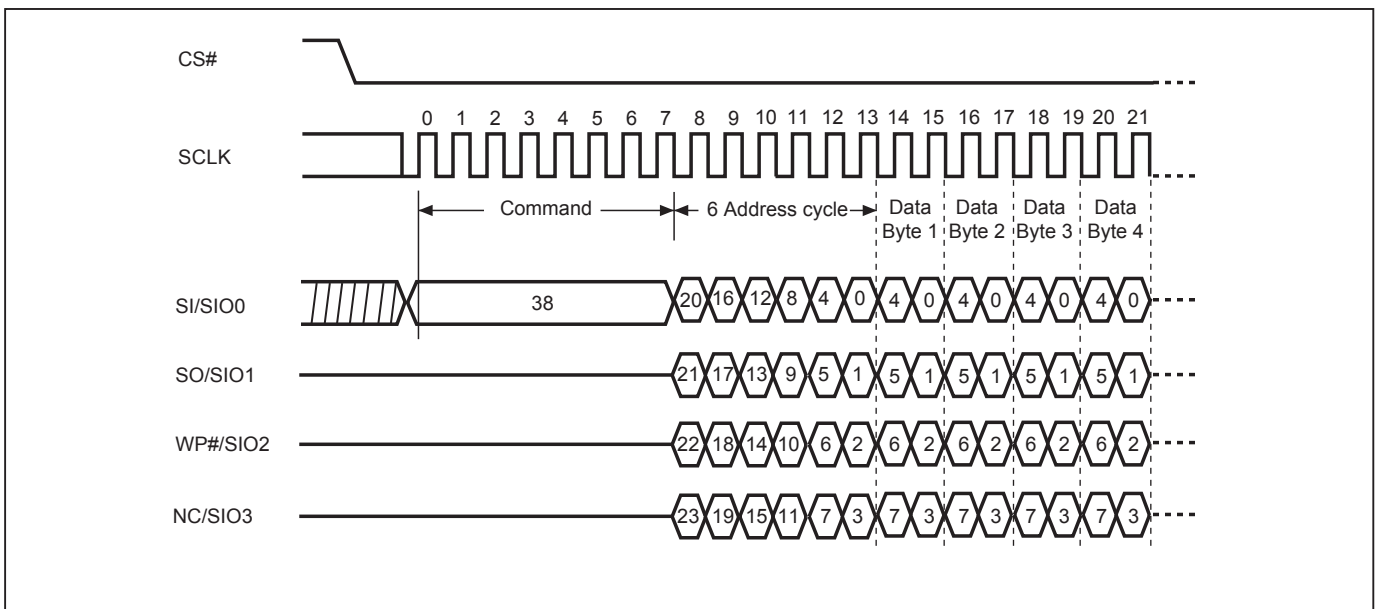 CS#
0 1 2 3 4 5 6 7 8 9 10 11 12 13 14 15 16 17 18 19 20 21
SCLK
Command 6 Address cycle Data Data Data Data
Byte 1 Byte 2 Byte 3 Byte 4
SI/SIO0 38 20 16 12 8 4 0 4 0 4 0 4 0 4 0
SO/SIO1 21 17 13 9 5 1 5 1 5 1 5 1 5 1
WP#/SIO2 22 18 14 10 6 2 6 2 6 2 6 2 6 2
NC/SIO3 23 19 15 11 7 3 7 3 7 3 7 3 7 3